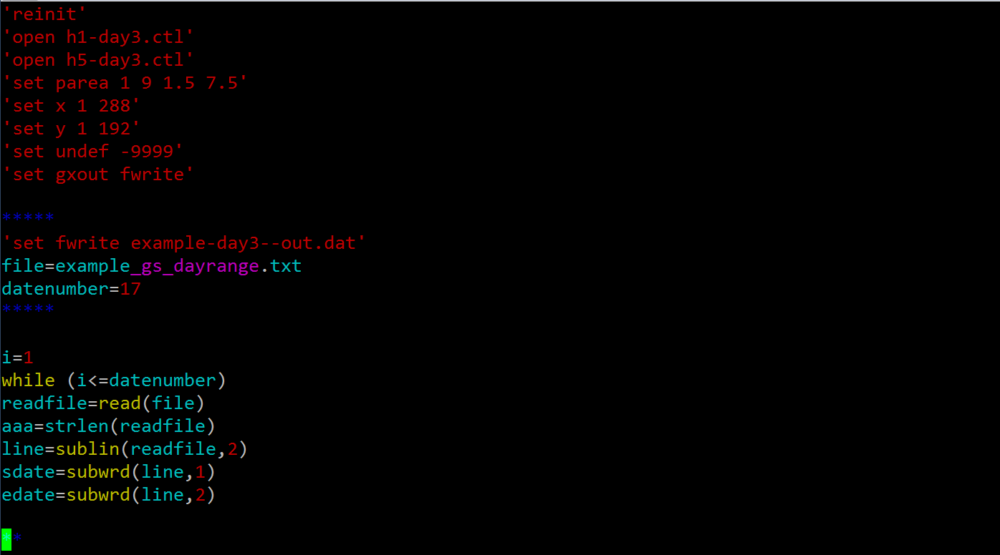 'reinit'
'open h1-day3.ctl'
'open h5-day3.ctl'
'set parea 1 9 1.5 7.5'
'set x 1 288'
'set y 1 192'
'set undef -9999'
'set gxout fwrite'
*****
'set fwrite example-day3--out.dat'
file=example_gs_dayrange.txt
datenumber=17
*****
i=1
while (i<=datenumber)
readfile=read(file)
aaa=strlen(readfile)
line=sublin(readfile,2)
sdate=subwrd(line,1)
edate=subwrd(line,2)
**